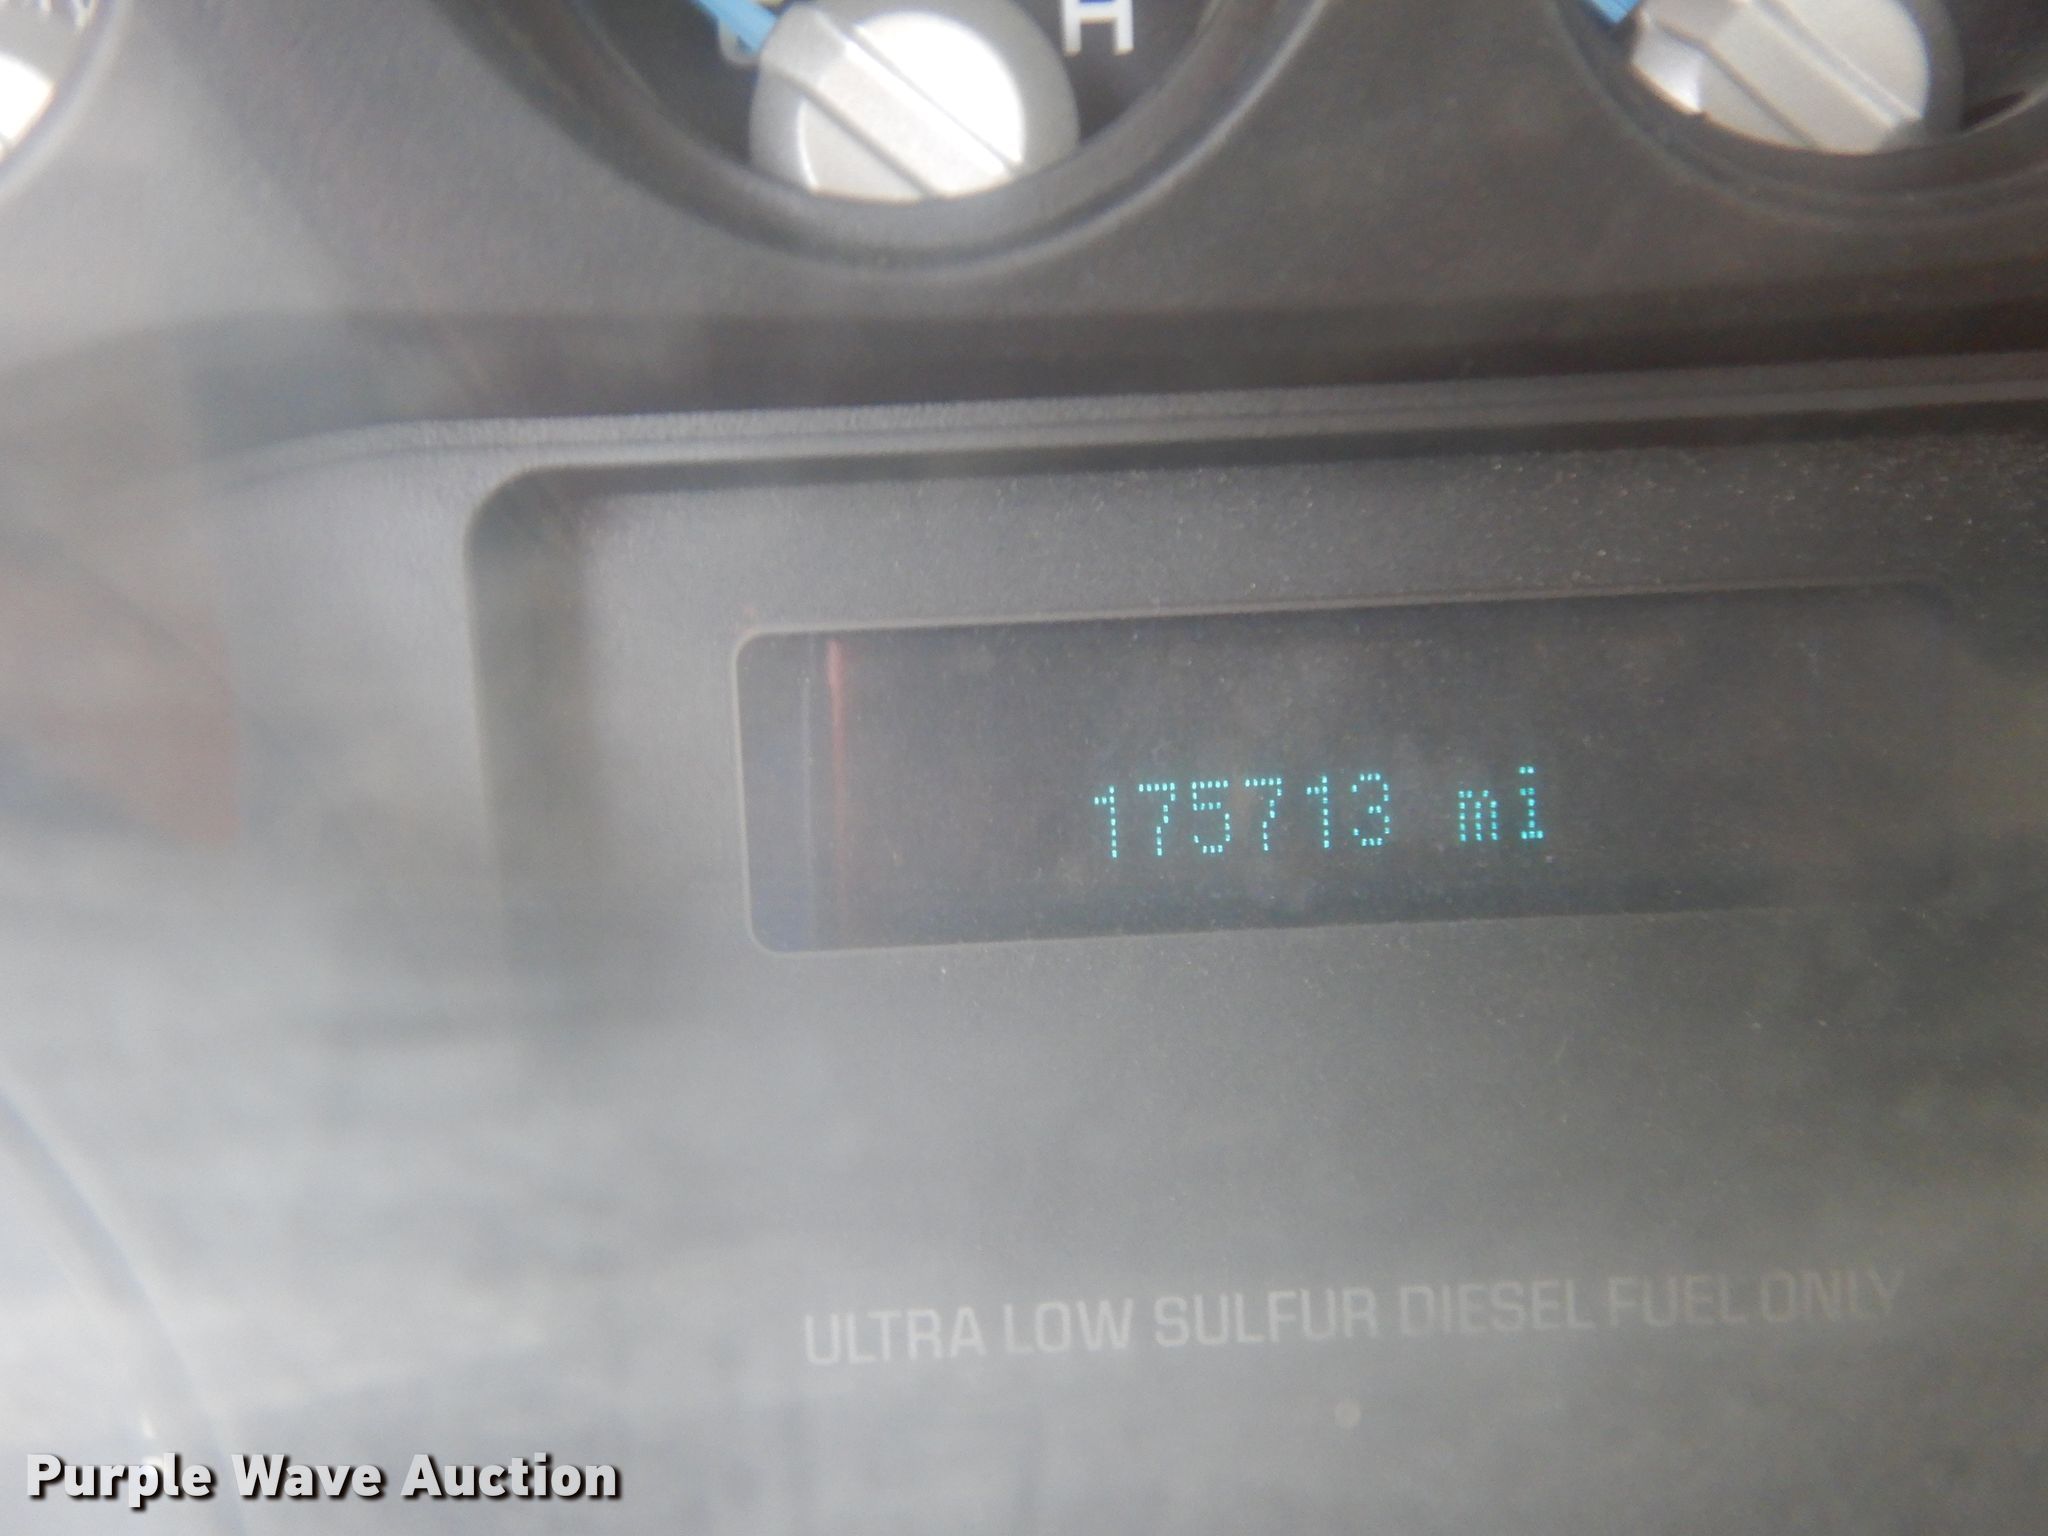 H
175713 mi
ULTRA LOW SULFUR DIESEL FUEL ONLY
Purple Wave Auction